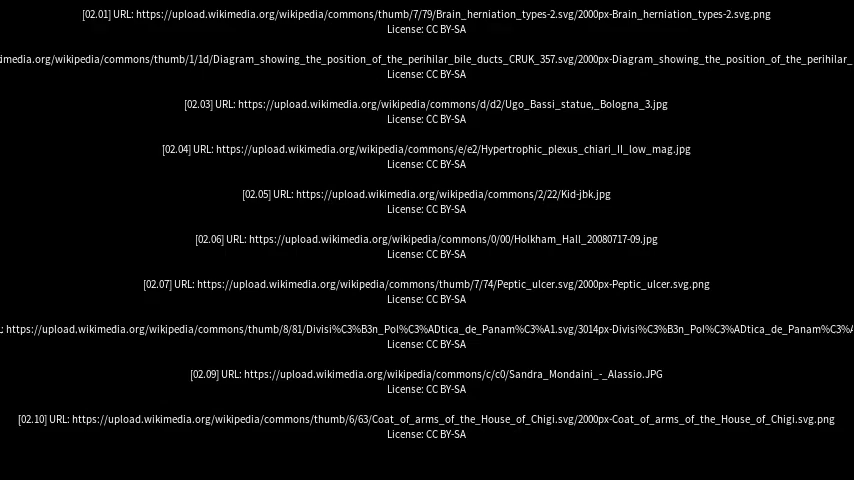 [02.01] URL: https://upload.wikimedia.org/wikipedia/commons/thumb/7/79/Brain_herniation_types-2.svg/2000px-Brain_herniation_types-2.svg.png
License: CC BY-SA
imedia.org/wikipedia/commons/thumb/1/1d/Diagram_showing_the_position_of_the_perihilar_bile_ducts_CRUK_357.svg/2000px-Diagram_showing_the_position_of_the_perihilar_
License: CC BY-SA
[02.03] URL: https://upload.wikimedia.org/wikipedia/commons/d/d2/Ugo_Bassi_statue,_Bologna_3.jpg
License: CC BY-SA
[02.04] URL: https://upload.wikimedia.org/wikipedia/commons/e/e2/Hypertrophic_plexus_chiari_II_low_mag.jpg
License: CC BY-SA
[02.05] URL: https://upload.wikimedia.org/wikipedia/commons/2/22/Kid-jbk.jpg
License: CC BY-SA
[02.06] URL: https://upload.wikimedia.org/wikipedia/commons/0/00/Holkham_Hall_20080717-09.jpg
License: CC BY-SA
[02.07] URL: https://upload.wikimedia.org/wikipedia/commons/thumb/7/74/Peptic_ulcer.svg/2000px-Peptic_ulcer.svg.png
License: CC BY-SA
: https://upload.wikimedia.org/wikipedia/commons/thumb/8/81/Divisi%C3%B3n_Pol%C3%ADtica_de_Panam%C3%A1.svg/3014px-Divisi%C3%B3n_Pol%C3%ADtica_de_Panam%C3%A
License: CC BY-SA
[02.09] URL: https://upload.wikimedia.org/wikipedia/commons/c/c0/Sandra_Mondaini_-_Alassio.JPG
License: CC BY-SA
[02.10] URL: https://upload.wikimedia.org/wikipedia/commons/thumb/6/63/Coat_of_arms_of_the_House_of_Chigi.svg/2000px-Coat_of_arms_of_the_House_of_Chigi.svg.png
License: CC BY-SA